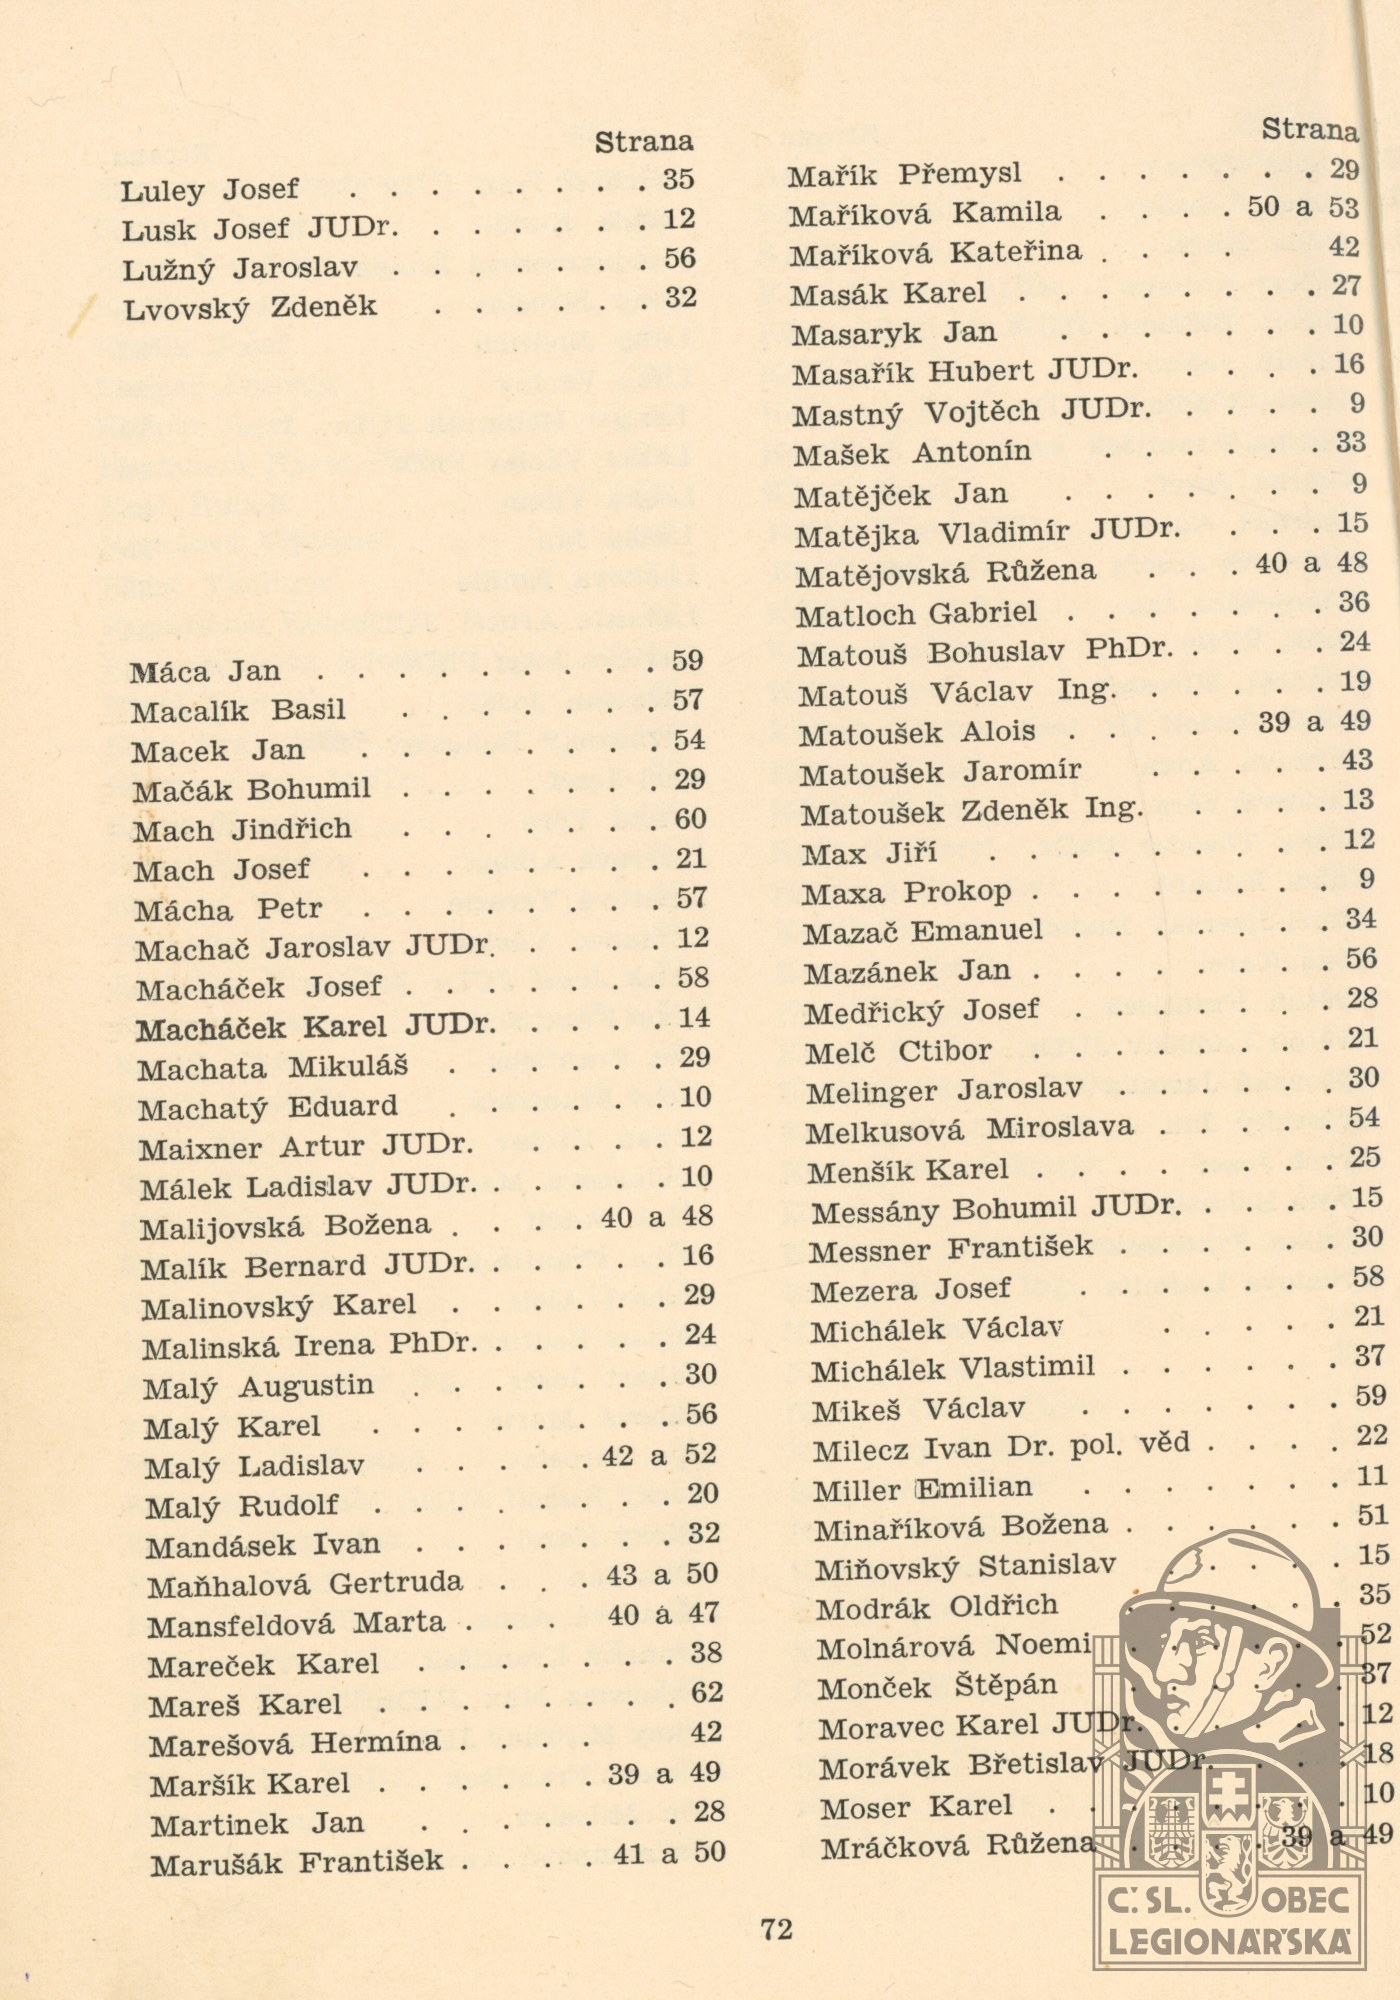 Strana
Luley Josef . . . . . . . . 35
Lusk Josef JUDr. . . . . . . 12
Lužný Jaroslav . . . . . . . 56
Lvovský Zdeněk . . . . . . 32
Máca Jan . . . . . . . . . 59
Macalík Basil . . . . . . . 57
Macek Jan . . . . . . . . 54
Mačák Bohumil . . . . . . . 29
Mach Jindřich . . . . . . . 60
Mach Josef . . . . . . . . 21
Mácha Petr . . . . . . . . 57
Machač Jaroslav JUDr. . . . . 12
Macháček Josef . . . . . . . 58
Macháček Karel JUDr. . . . . 14
Machata Mikuláš . . . . . . 29
Machatý Eduard . . . . . . 10
Maixner Artur JUDr. . . . . 12
Málek Ladislav JUDr. . . . . . 10
Malijovská Božena . . . . 40 a 48
Malík Bernard JUDr. . . . . . 16
Malinovský Karel . . . . . . 29
Malinská Irena PhDr. . . . . . 24
Malý Augustin . . . . . . . 30
Malý Karel . . . . . . . . 56
Malý Ladislav . . . . . 42 a 52
Malý Rudolf . . . . . . . . 20
Mandásek Ivan . . . . . . . 32
Maňhalová Gertruda . . . 43 a 50
Mansfeldová Marta . . . 40 a 47
Mareček Karel . . . . . . . 38
Mareš Karel . . . . . . . . 62
Marešová Hermína . . . . 42
Maršík Karel . . . . . . 39 a 49
Martinek Jan . . . . . . . 28
Marušák František . . . . 41 a 50
Strana
Mařík Přemysl . . . . . . . 29
Maříková Kamila . . . . 50 a 53
Maříková Kateřina . . . . 42
Masák Karel . . . . . . . . 27
Masaryk Jan . . . . . . . 10
Masařík Hubert JUDr. . . . . 16
Mastný Vojtěch JUDr. . . . . 9
Mašek Antonín . . . . . . 33
Matějček Jan . . . . . . . 9
Matějka Vladimír JUDr. . . . 15
Matějovská Růžena . . . 40 a 48
Matloch Gabriel . . . . . . . 36
Matouš Bohuslav PhDr. . . . . 24
Matouš Václav Ing. . . . . . 19
Matoušek Alois . . . . . 39 a 49
Matoušek Jaromír . . . . . 43
Matoušek Zdeněk Ing. . . . . 13
Max Jiří . . . . . . . . . 12
Maxa Prokop . . . . . . . . 9
Mazač Emanuel . . . . . . . 34
Mazánek Jan . . . . . . . . 56
Medřický Josef . . . . . . . 28
Melč Ctibor . . . . . . . . 21
Melinger Jaroslav . . . . . . 30
Melkusová Miroslava . . . . . 54
Menšík Karel . . . . . . . . 25
Messány Bohumil JUDr. . . . . 15
Messner František . . . . . . 30
Mezera Josef . . . . . . . 58
Michálek Václav . . . . . 21
Michálek Vlastimil . . . . . . 37
Mikeš Václav . . . . . . . 59
Milecz Ivan Dr. pol. věd . . . . 22
Miller Emilian . . . . . . . 11
Minaříková Božena . . . . . . 51
Miňovský Stanislav . . . . . 15
Modrák Oldřich . . . . . . 35
Molnárová Noemi . . . . . . 52
Monček Štěpán . . . . . . 37
Moravec Karel JUDr. . . . . . 12
Morávek Břetislav JUDr. . . . 18
Moser Karel . . . . . . . . 10
Mráčková Růžena . . . . 39 a 49
72
Č. SL. OBEC
LEGIONÁŘSKÁ